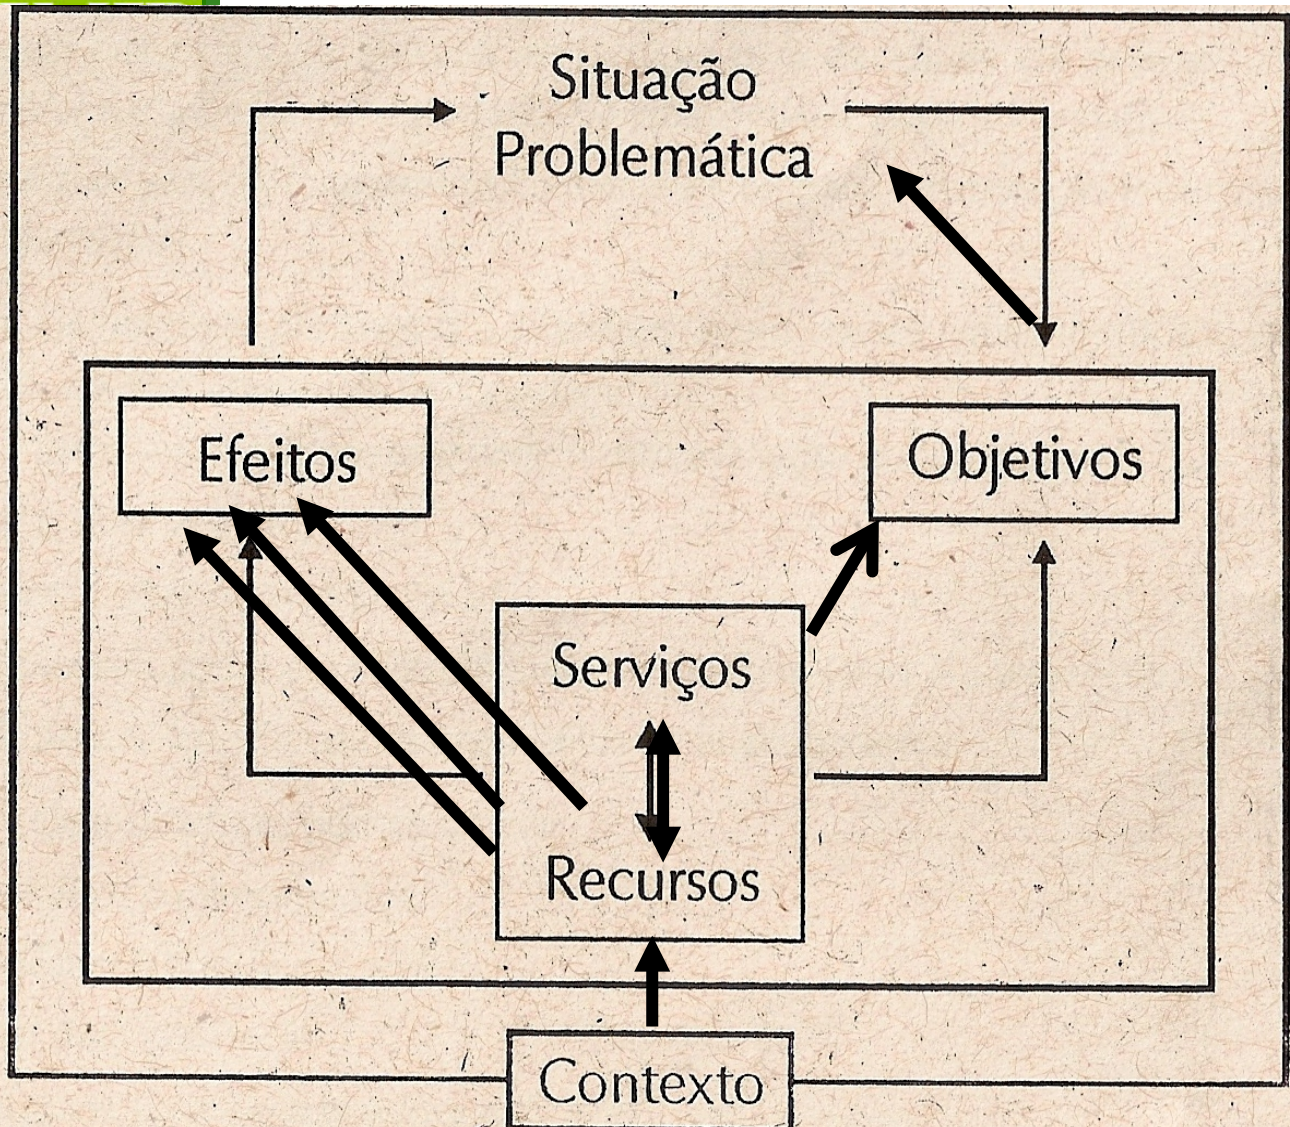 Situação
Problemática
Efeitos
Objetivos
Serviços
Recursos
Contexto